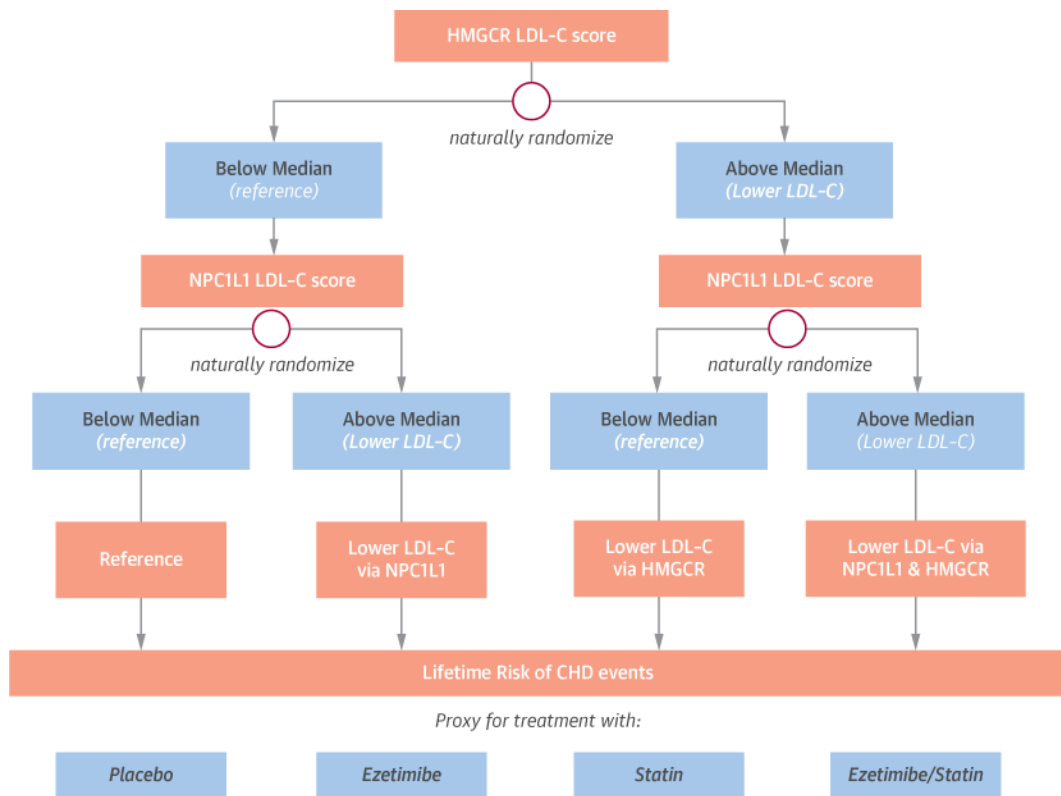 HMGCR LDL-C score
naturally randomize
Below Median
(reference)
Above Median
(Lower LDL-C)
NPC1L1 LDL-C score
NPC1L1 LDL-C score
naturally randomize
naturally randomize
Below Median
(reference)
Above Median
(Lower LDL-C)
Below Median
(reference)
Above Median
(Lower LDL-C)
Reference
Lower LDL-C
via NPC1L1
Lower LDL-C
via HMGCR
Lower LDL-C via
NPC1L1 & HMGCR
Lifetime Risk of CHD events
Proxy for treatment with:
Placebo
Ezetimibe
Statin
Ezetimibe/Statin